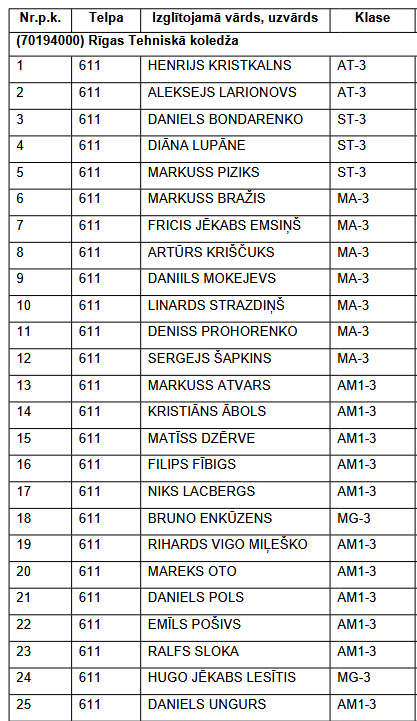 Nr.p.k. Telpa Izglītojamā vārds, uzvārds Klase
(70194000) Rīgas Tehniskā koledža
1 611 HENRIJS KRISTKALNS AT-3
2 611 ALEKSEJS LARIONOVS AT-3
3 611 DANIELS BONDARENKO ST-3
4 611 DIĀNA LUPĀNE ST-3
5 611 MARKUSS PIZIKS ST-3
6 611 MARKUSS BRAŽIS MA-3
7 611 FRICIS JĒKABS EMSIŅŠ MA-3
8 611 ARTŪRS KRIŠČUKS MA-3
9 611 DANIILS MOKEJEVS MA-3
10 611 LINARDS STRAZDIŅŠ MA-3
11 611 DENISS PROHORENKO MA-3
12 611 SERGEJS ŠAPKINS MA-3
13 611 MARKUSS ATVARS AM1-3
14 611 KRISTIĀNS ĀBOLS AM1-3
15 611 MATĪSS DZĒRVE AM1-3
16 611 FILIPS FĪBIGS AM1-3
17 611 NIKS LACBERGS AM1-3
18 611 BRUNO ENKŪZENS MG-3
19 611 RIHARDS VIGO MIĻEŠKO AM1-3
20 611 MAREKS OTO AM1-3
21 611 DANIELS POLS AM1-3
22 611 EMĪLS POŠIVS AM1-3
23 611 RALFS SLOKA AM1-3
24 611 HUGO JĒKABS LESĪTIS MG-3
25 611 DANIELS UNGURS AM1-3